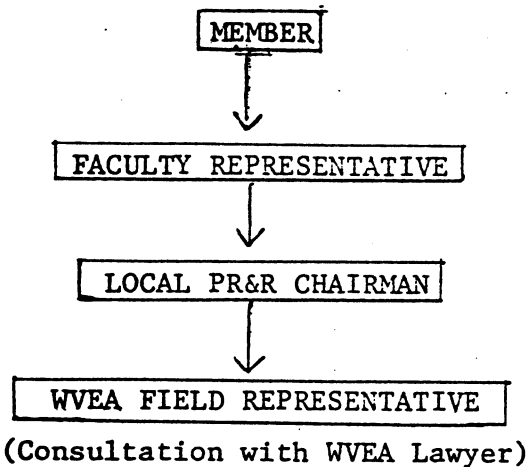 MEMBER
FACULTY REPRESENTATIVE
LOCAL PR&R CHAIRMAN
WVEA FIELD REPRESENTATIVE
(Consultation with WVEA Lawyer)